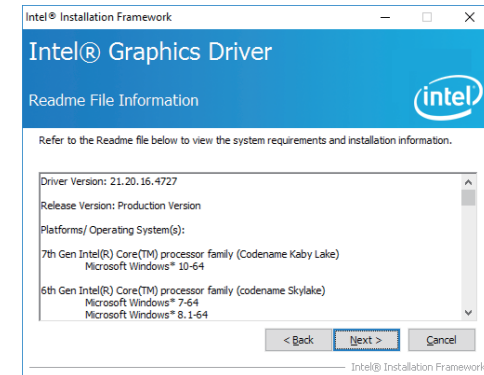 Intel® Installation Framework
Intel® Graphics Driver
Readme File Information
intel
Refer to the Readme file below to view the system requirements and installation information.
Driver Version: 21.20.16.4727
Release Version: Production Version
Platforms/ Operating System(s):
7th Gen Intel(R) Core(TM) processor family (Codename Kaby Lake)
Microsoft Windows* 10-64
6th Gen Intel(R) Core(TM) processor family (codename Skylake)
Microsoft Windows* 7-64
Microsoft Windows* 8.1-64
< Back Next > Cancel
Intel® Installation Framework